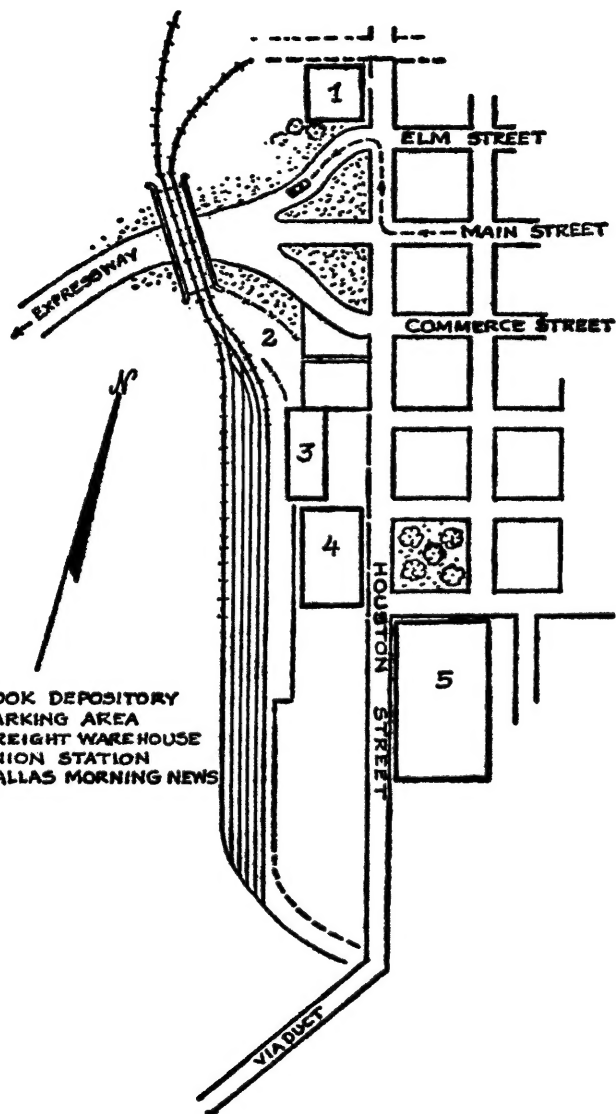 1
ELM STREET
MAIN STREET
EXPRESSWAY
COMMERCE STREET
2
N
3
4
HOUSTON STREET
5
OOK DEPOSITORY
ARKING AREA
REIGHT WAREHOUSE
NION STATION
ALLAS MORNING NEWS
VIADUCT